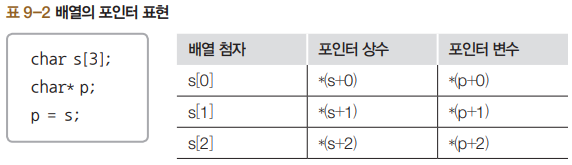 표 9-2 배열의 포인터 표현
char s[3];
char* p;
p = s;
배열 첨자 포인터 상수 포인터 변수
s[0] *(s+0) *(p+0)
s[1] *(s+1) *(p+1)
s[2] *(s+2) *(p+2)